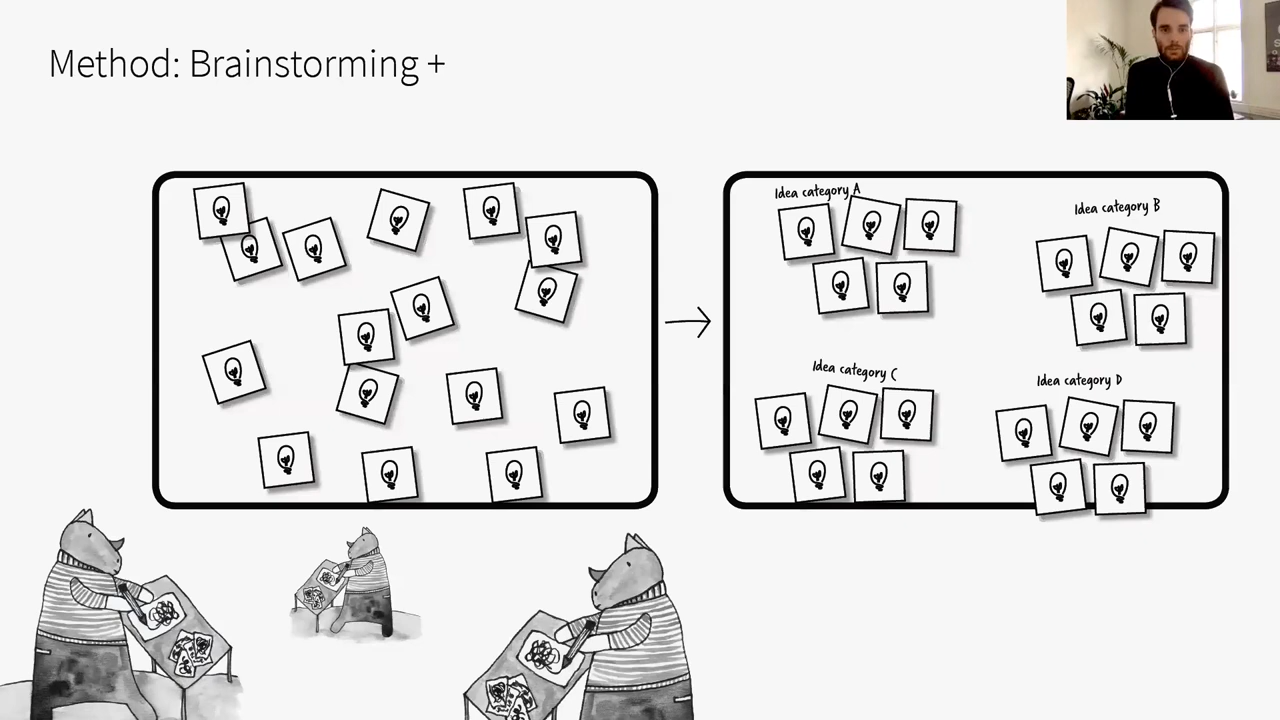 Method: Brainstorming +
Idea category A
Idea category B
Idea category C
Idea category D